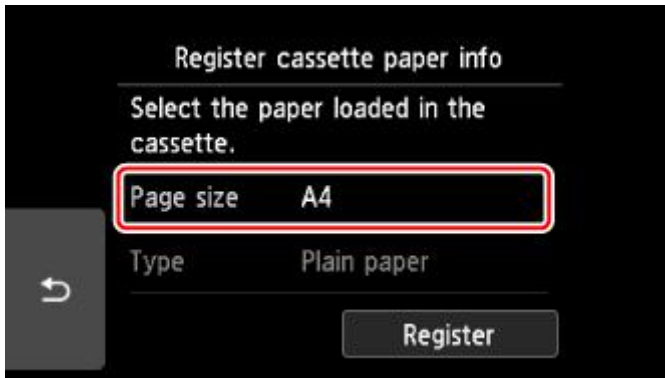 Register cassette paper info
Select the paper loaded in the
cassette.
Page size A4
Type Plain paper
Register